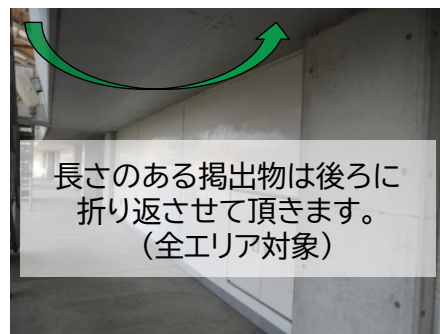 長さのある掲出物は後ろに
折り返させて頂きます。
（全エリア対象）